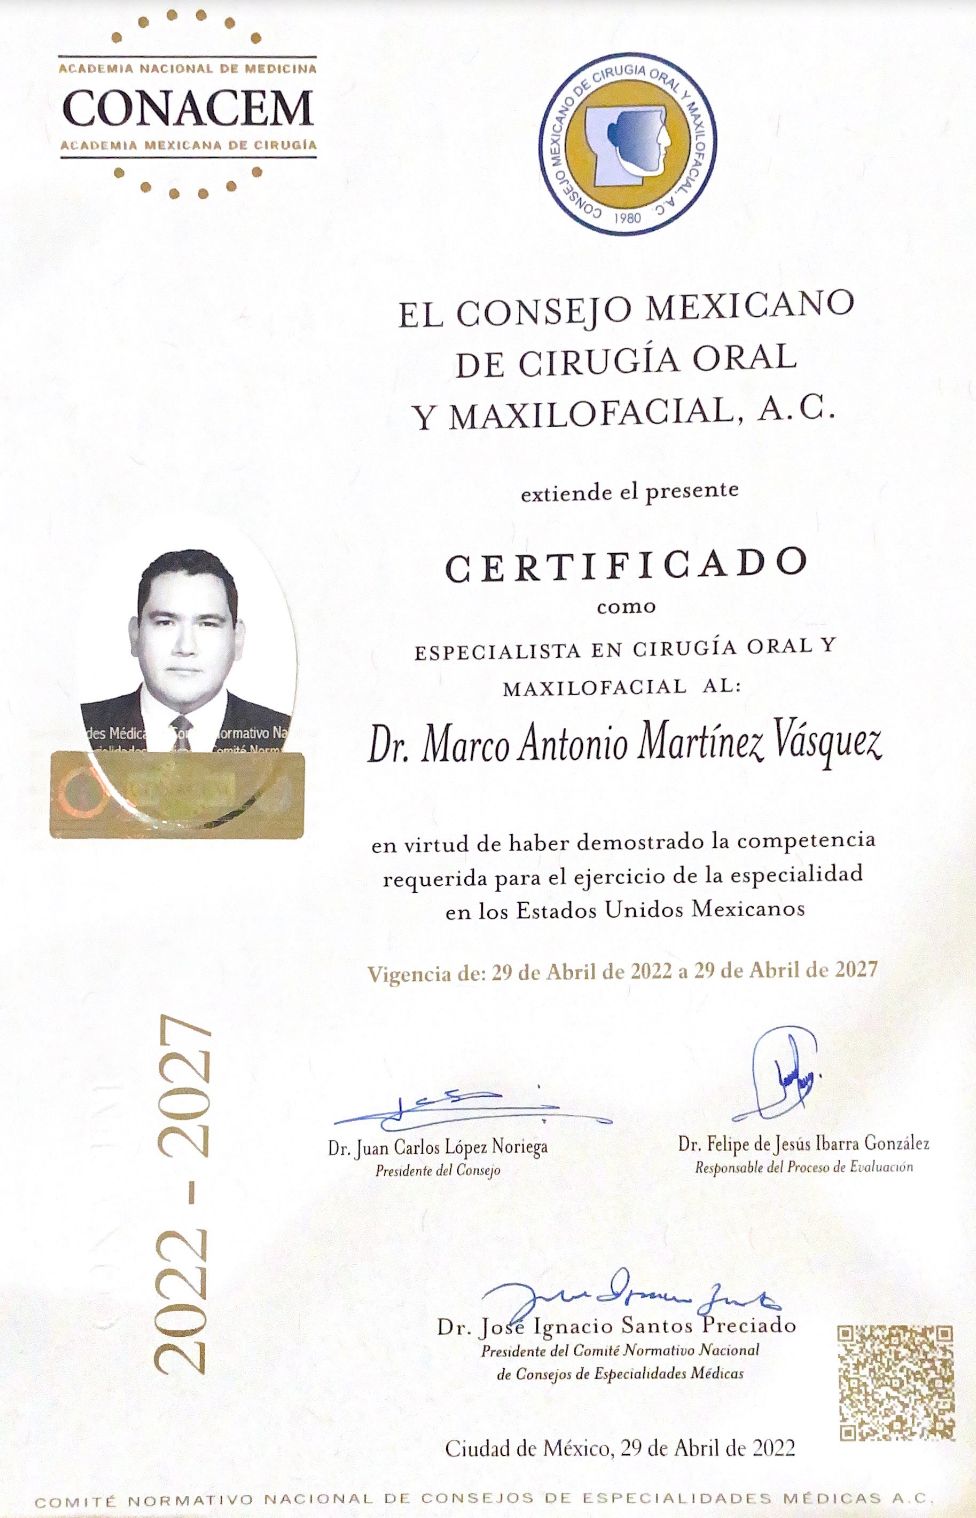 ACADEMIA NACIONAL DE MEDICINA
CONACEM
ACADEMIA MEXICANA DE CIRUGÍA
CONSEJO MEXICANO DE CIRUGIA ORAL Y MAXILOFACIAL, A.C.
1980
EL CONSEJO MEXICANO
DE CIRUGÍA ORAL
Y MAXILOFACIAL, A.C.
extiende el presente
CERTIFICADO
como
ESPECIALISTA EN CIRUGÍA ORAL Y
MAXILOFACIAL AL:
Dr. Marco Antonio Martínez Vásquez
en virtud de haber demostrado la competencia
requerida para el ejercicio de la especialidad
en los Estados Unidos Mexicanos
Vigencia de: 29 de Abril de 2022 a 29 de Abril de 2027
2022 - 2027
Dr. Juan Carlos López Noriega
Presidente del Consejo
Dr. Felipe de Jesús Ibarra González
Responsable del Proceso de Evaluación
Dr. José Ignacio Santos Preciado
Presidente del Comité Normativo Nacional
de Consejos de Especialidades Médicas
Ciudad de México, 29 de Abril de 2022
COMITÉ NORMATIVO NACIONAL DE CONSEJOS DE ESPECIALIDADES MÉDICAS A.C.